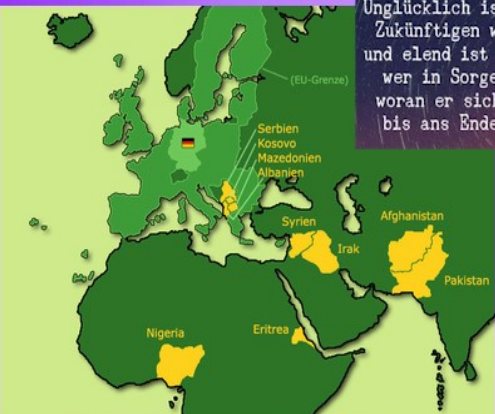 Unglücklich is
Zukünftigen w
und elend ist
wer in Sorge
woran er sich
bis ans Ende
(EU-Grenze)
Serbien
Kosovo
Mazedonien
Albanien
Syrien
Irak
Afghanistan
Pakistan
Nigeria
Eritrea